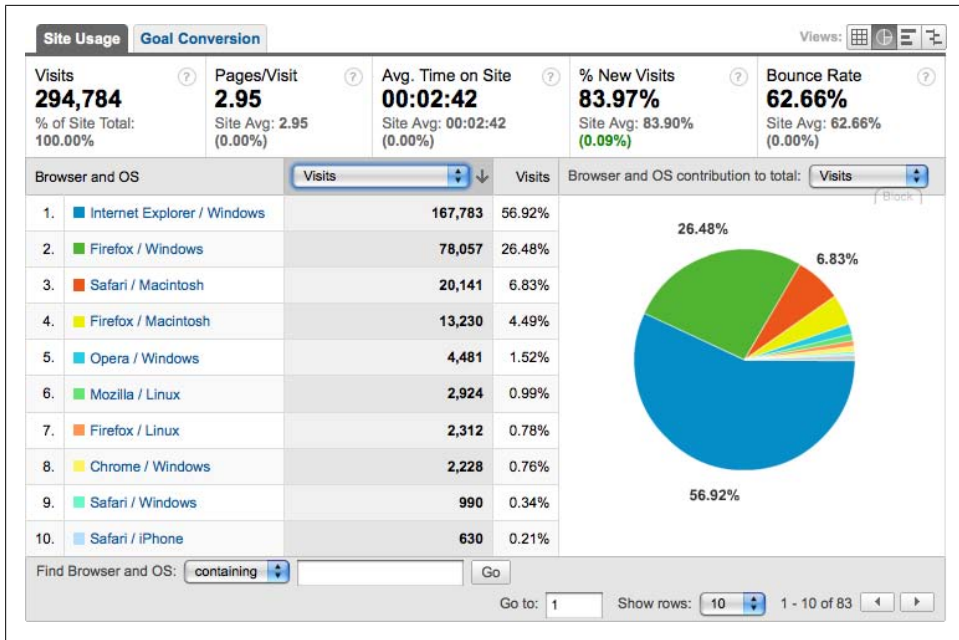 Site Usage Goal Conversion Views:
Visits ? Pages/Visit ? Avg. Time on Site ? % New Visits ? Bounce Rate ?
294,784 2.95 00:02:42 83.97% 62.66%
% of Site Total: Site Avg: 2.95 Site Avg: 00:02:42 Site Avg: 83.90% Site Avg: 62.66%
100.00% (0.00%) (0.00%) (0.09%) (0.00%)
Browser and OS Visits Visits Browser and OS contribution to total: Visits
Block
1. Internet Explorer / Windows 167,783 56.92%
2. Firefox / Windows 78,057 26.48%
3. Safari / Macintosh 20,141 6.83%
4. Firefox / Macintosh 13,230 4.49%
5. Opera / Windows 4,481 1.52%
6. Mozilla / Linux 2,924 0.99%
7. Firefox / Linux 2,312 0.78%
8. Chrome / Windows 2,228 0.76%
9. Safari / Windows 990 0.34%
10. Safari / iPhone 630 0.21%
26.48%
6.83%
56.92%
Find Browser and OS: containing Go
Go to: 1 Show rows: 10 1 - 10 of 83